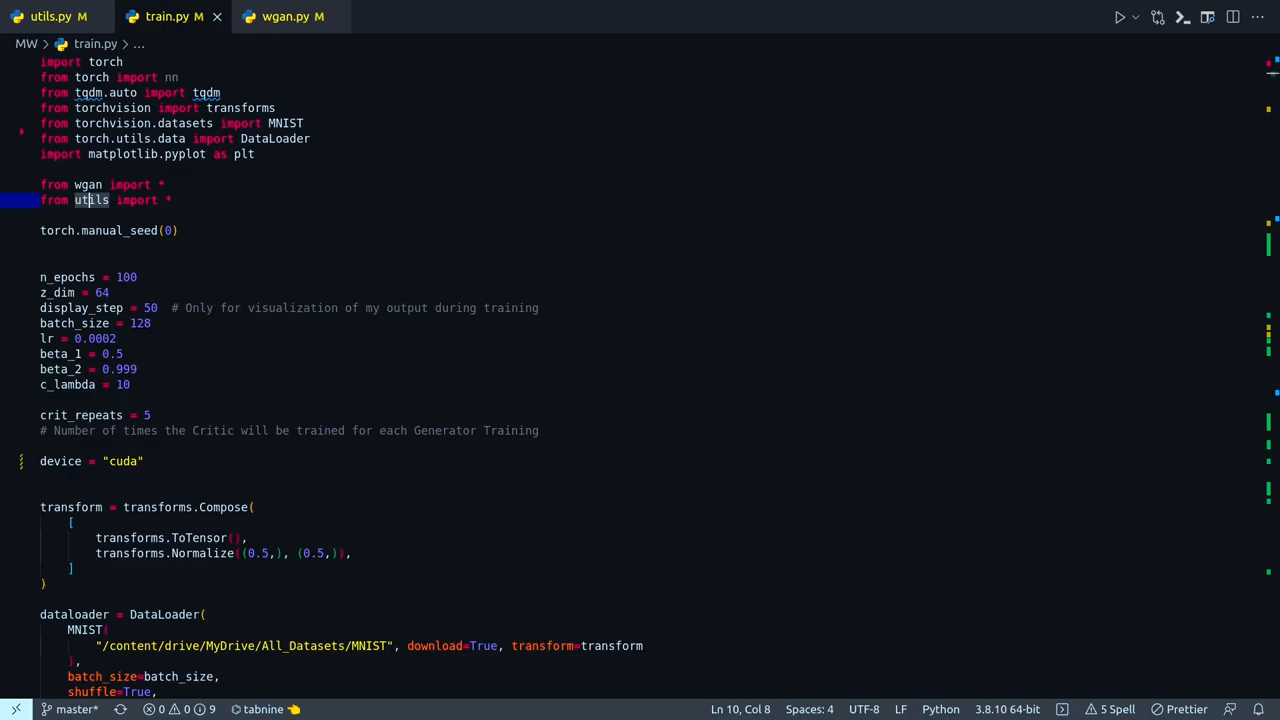 utils.py M train.py M × wgan.py M
MW > train.py > ...
import torch
from torch import nn
from tqdm.auto import tqdm
from torchvision import transforms
from torchvision.datasets import MNIST
from torch.utils.data import DataLoader
import matplotlib.pyplot as plt
from wgan import *
from utils import *
torch.manual_seed(0)
n_epochs = 100
z_dim = 64
display_step = 50  # Only for visualization of my output during training
batch_size = 128
lr = 0.0002
beta_1 = 0.5
beta_2 = 0.999
c_lambda = 10
crit_repeats = 5
# Number of times the Critic will be trained for each Generator Training
device = "cuda"
transform = transforms.Compose(
[
transforms.ToTensor(),
transforms.Normalize((0.5,), (0.5,)),
]
)
dataloader = DataLoader(
MNIST(
"/content/drive/MyDrive/All_Datasets/MNIST", download=True, transform=transform
),
batch_size=batch_size,
shuffle=True,
master* 0 0 9 tabnine Ln 10, Col 8 Spaces: 4 UTF-8 LF Python 3.8.10 64-bit 5 Spell Prettier